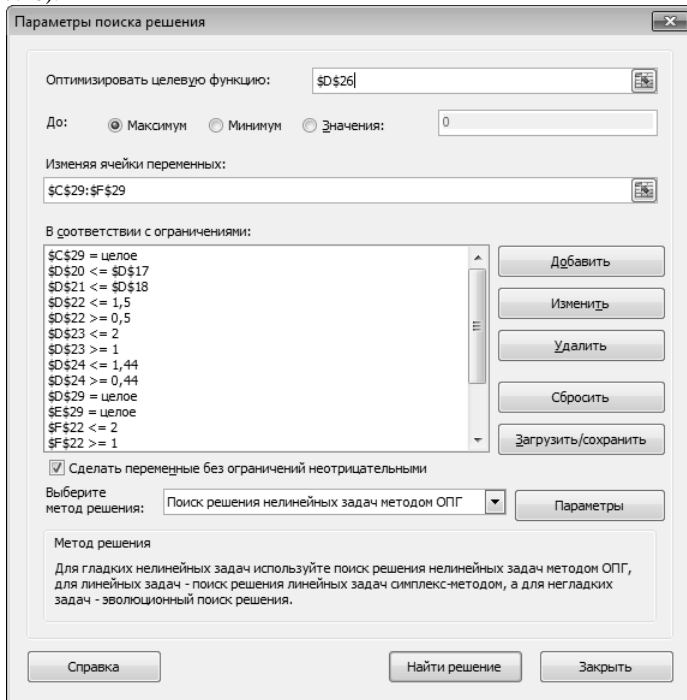 Параметры поиска решения
Оптимизировать целевую функцию:
$D$26
До:
Максимум
Минимум
Значения:
0
Изменяя ячейки переменных:
$C$29:$F$29
В соответствии с ограничениями:
$C$29 = целое
$D$20 <= $D$17
$D$21 <= $D$18
$D$22 <= 1,5
$D$22 >= 0,5
$D$23 <= 2
$D$23 >= 1
$D$24 <= 1,44
$D$24 >= 0,44
$D$29 = целое
$E$29 = целое
$F$22 <= 2
$F$22 >= 1
Добавить
Изменить
Удалить
Сбросить
Загрузить/сохранить
Сделать переменные без ограничений неотрицательными
Выберите
метод решения:
Поиск решения нелинейных задач методом ОПГ
Параметры
Метод решения
Для гладких нелинейных задач используйте поиск решения нелинейных задач методом ОПГ,
для линейных задач - поиск решения линейных задач симплекс-методом, а для негладких
задач - эволюционный поиск решения.
Справка
Найти решение
Закрыть